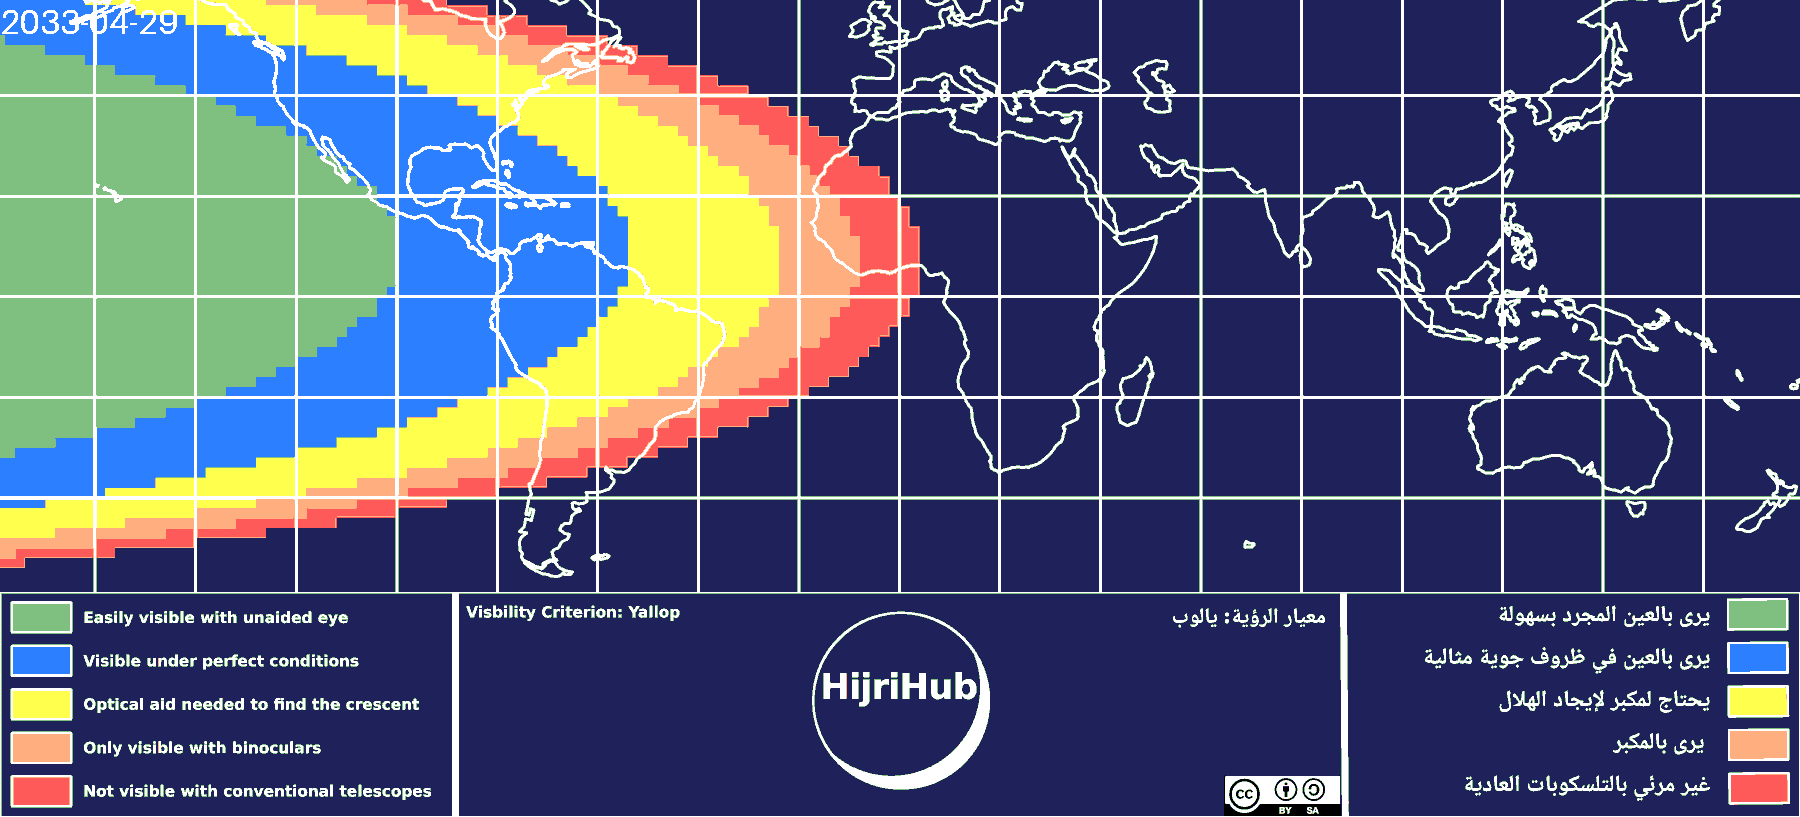 2033-04-29
Easily visible with unaided eye
Visible under perfect conditions
Optical aid needed to find the crescent
Only visible with binoculars
Not visible with conventional telescopes
Visbility Criterion: Yallop
معيار الرؤية: يالوب
HijriHub
cc
BY SA
يرى بالعين المجرد بسهولة
يرى بالعين في ظروف جوية مثالية
يحتاج لمكبر لإيجاد الهلال
يرى بالمكبر
غير مرئي بالتلسكوبات العادية